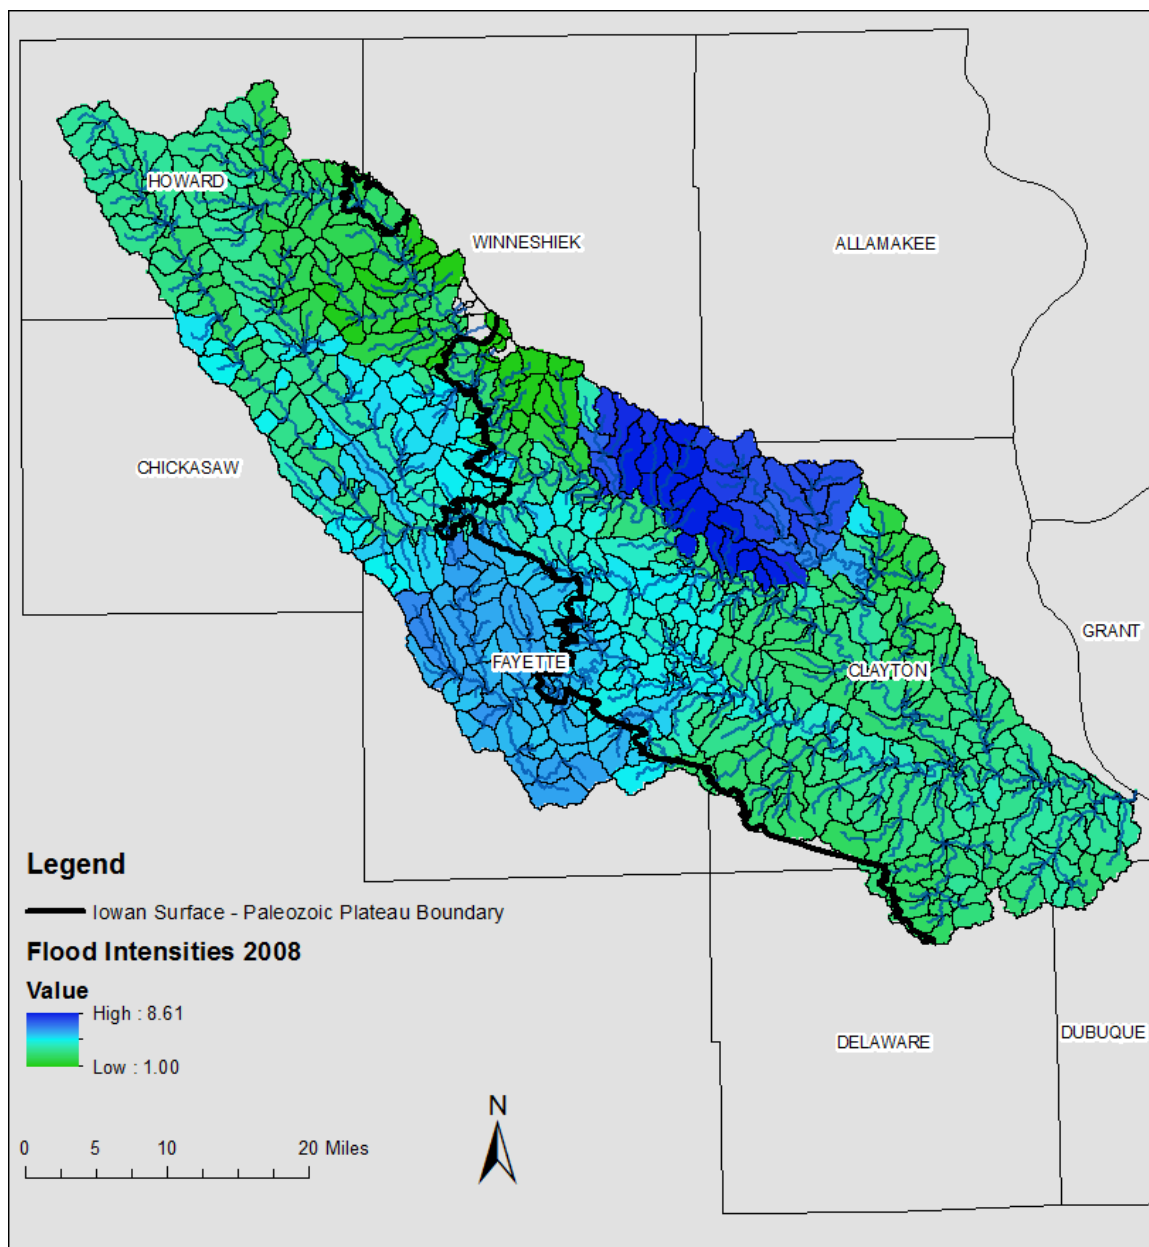 HOWARD
WINNESHIEK
ALLAMAKEE
CHICKASAW
GRANT
FAYETTE
CLAYTON
Legend
Iowan Surface - Paleozoic Plateau Boundary
Flood Intensities 2008
Value
High : 8.61
Low : 1.00
DELAWARE
DUBUQUE
N
0 5 10 20 Miles